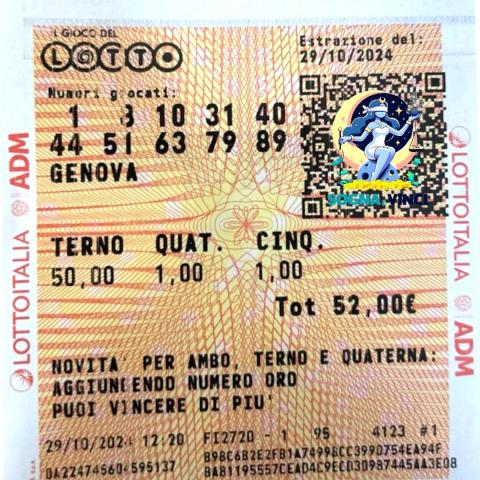 IL GIOCO DEL
LOTTO
Estrazione del:
29/10/2024
Numeri giocati:
1 3 10 31 40
44 51 63 79 89
GENOVA
SOGNA VINCI
TERNO QUAT. CINQ.
50,00 1,00 1,00
Tot 52,00€
NOVITA' PER AMBO, TERNO E QUATERNA:
AGGIUNGENDO NUMERO ORO
PUOI VINCERE DI PIU'
29/10/2024 12:20 FI2720 - 1 95 4123 #1
B98C6B2E2FB1A74998CC3990754EA94F
0A224745604595137 BA81195557CEAD4C9ECD30987445AA3E08
LOTTOITALIA ADM
LOTTOITALIA ADM